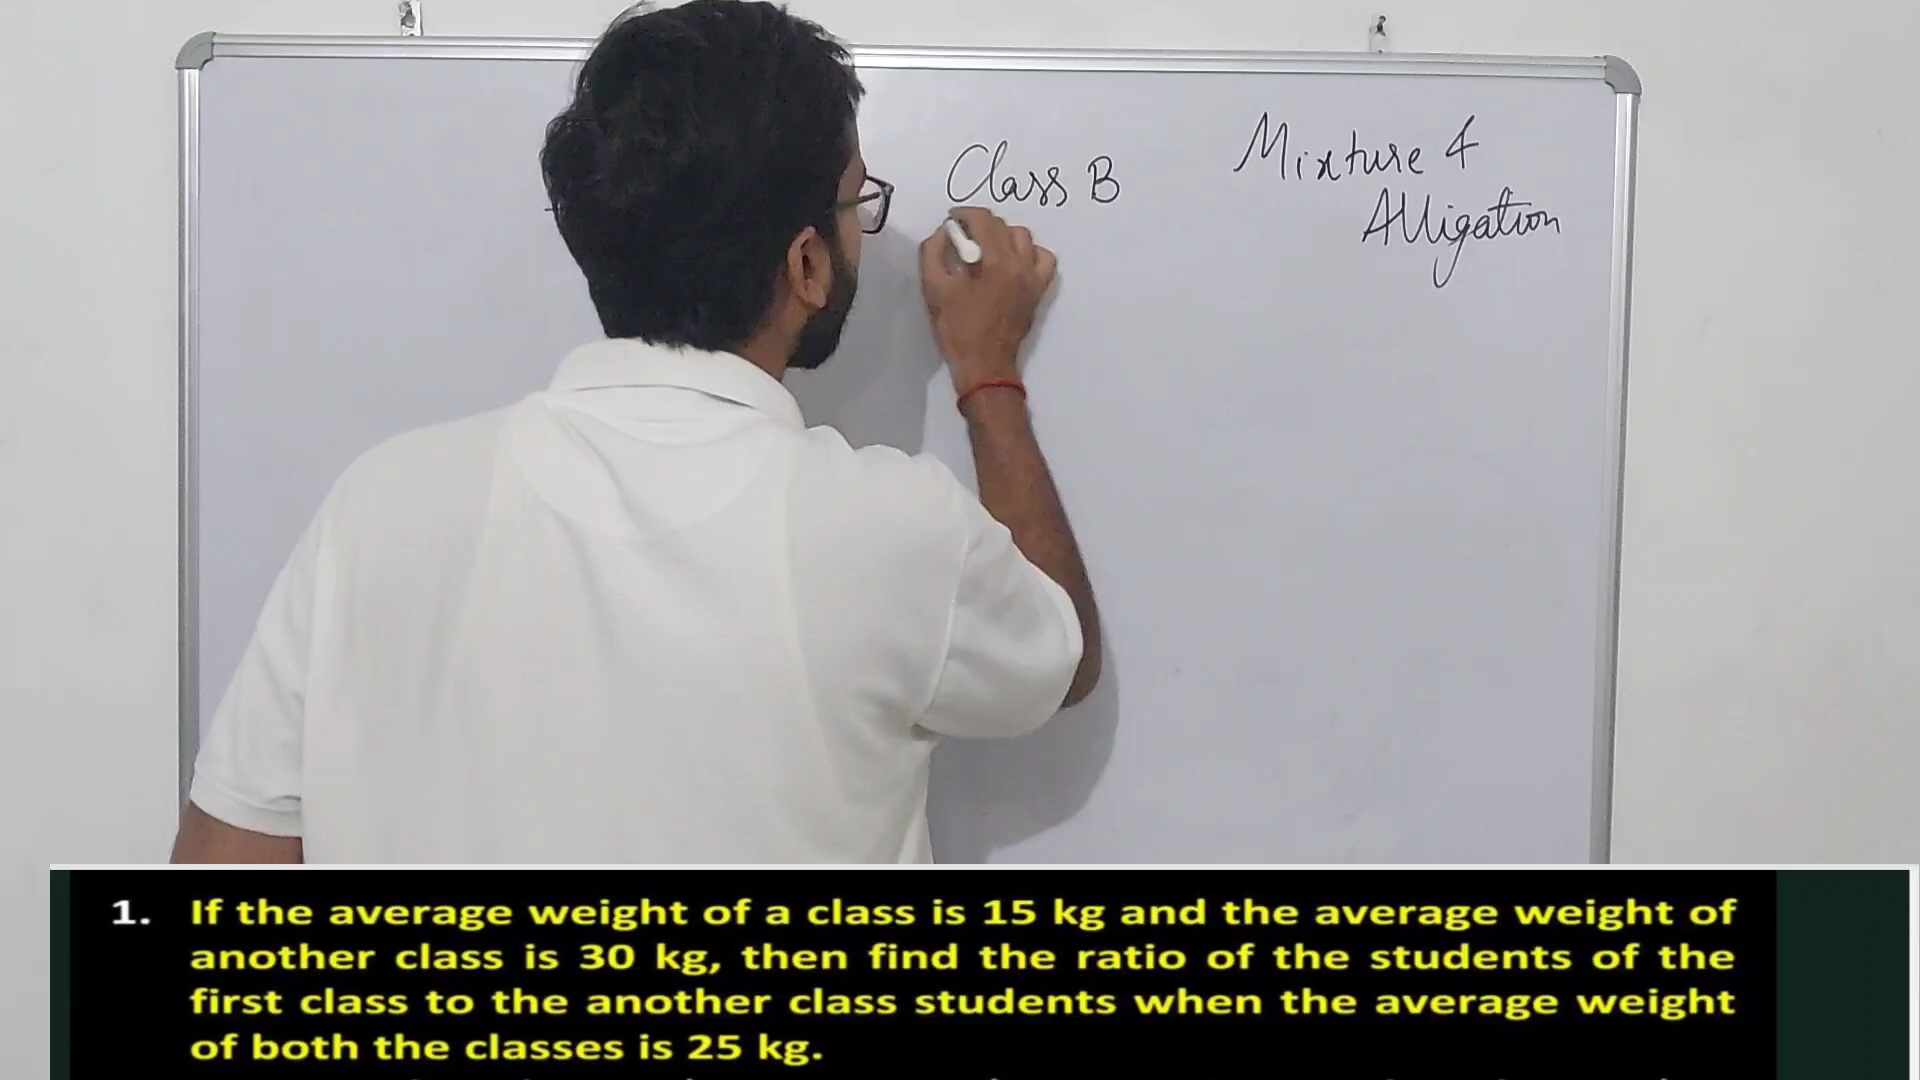 Class B
Mixture &
Alligation
1. If the average weight of a class is 15 kg and the average weight of
another class is 30 kg, then find the ratio of the students of the
first class to the another class students when the average weight
of both the classes is 25 kg.